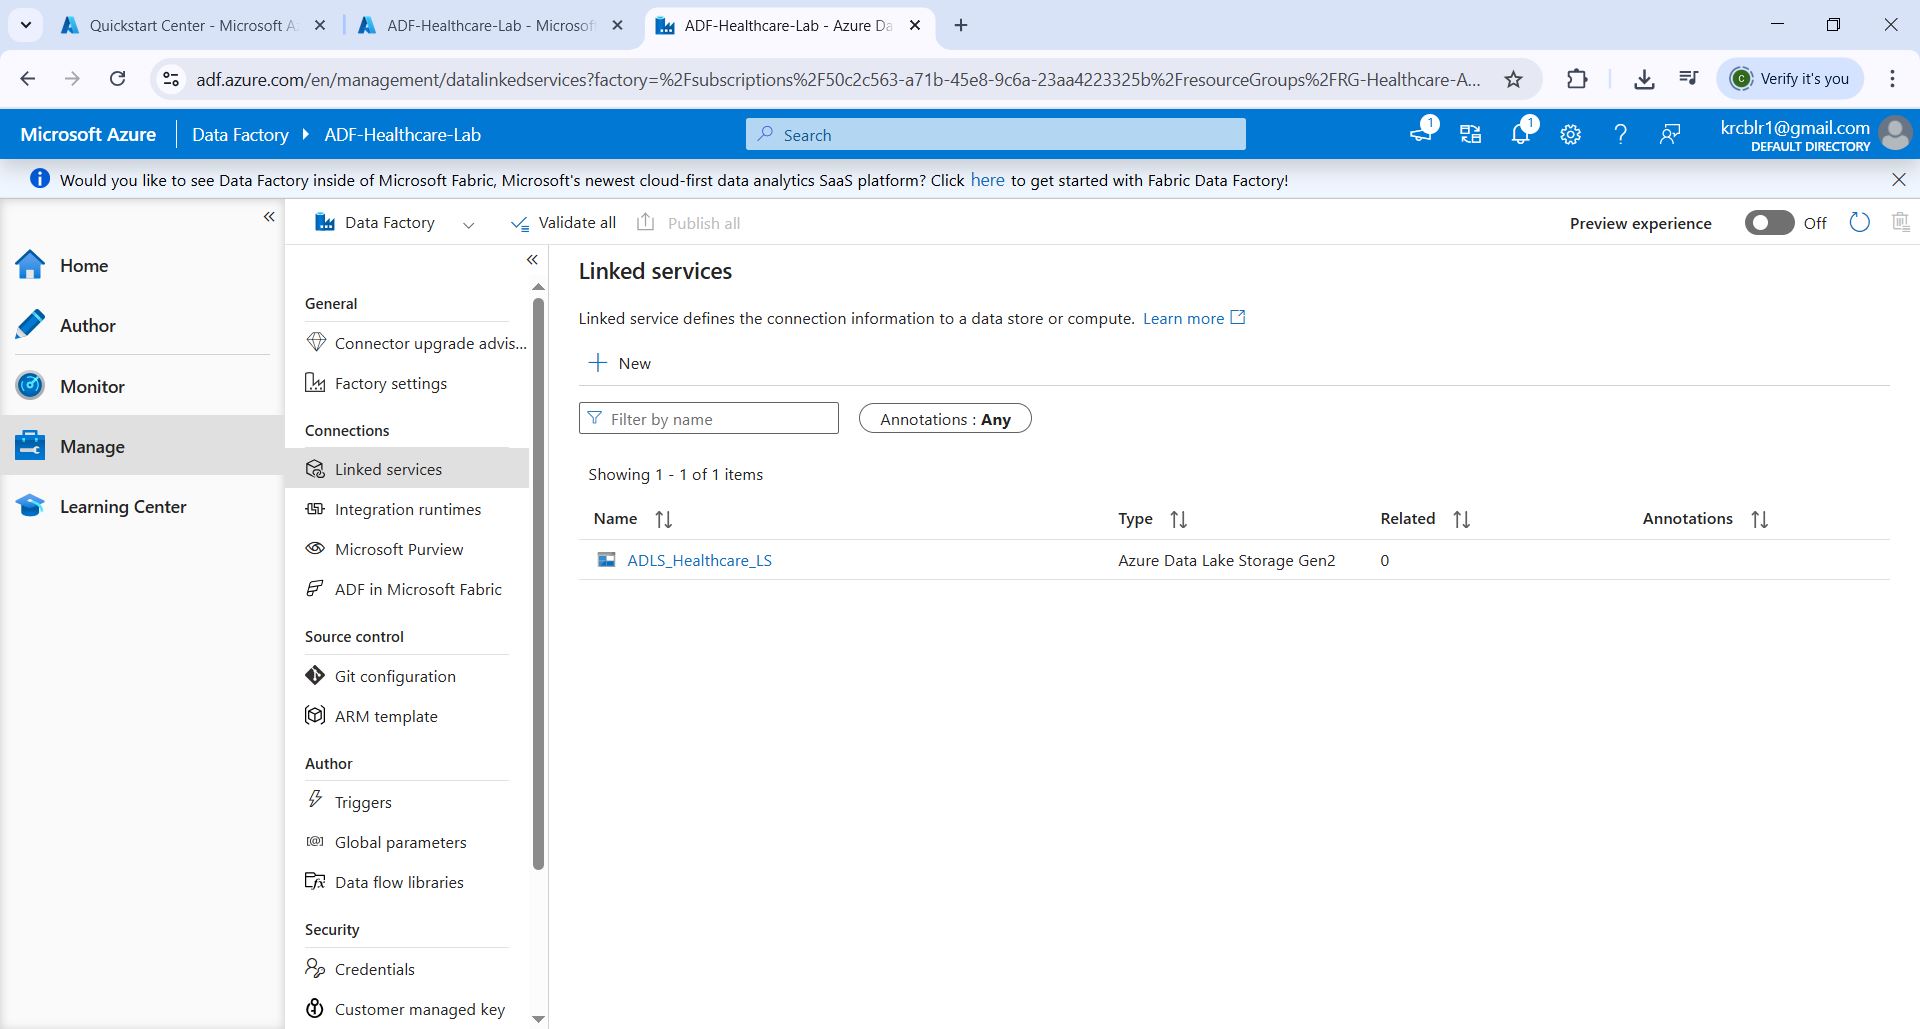 Quickstart Center - Microsoft Az
ADF-Healthcare-Lab - Microsoft
ADF-Healthcare-Lab - Azure Da
adf.azure.com/en/management/datalinkedservices?factory=%2Fsubscriptions%2F50c2c563-a71b-45e8-9c6a-23aa4223325b%2FresourceGroups%2FRG-Healthcare-A...
C
Verify it's you
Microsoft Azure
Data Factory
ADF-Healthcare-Lab
Search
1
1
krcblr1@gmail.com
DEFAULT DIRECTORY
Would you like to see Data Factory inside of Microsoft Fabric, Microsoft's newest cloud-first data analytics SaaS platform? Click here to get started with Fabric Data Factory!
Data Factory
Validate all
Publish all
Preview experience
Off
Home
Author
Monitor
Manage
Learning Center
General
Connector upgrade advis...
Factory settings
Connections
Linked services
Integration runtimes
Microsoft Purview
ADF in Microsoft Fabric
Source control
Git configuration
ARM template
Author
Triggers
Global parameters
Data flow libraries
Security
Credentials
Customer managed key
Linked services
Linked service defines the connection information to a data store or compute. Learn more
New
Filter by name
Annotations : Any
Showing 1 - 1 of 1 items
Name
Type
Related
Annotations
ADLS_Healthcare_LS
Azure Data Lake Storage Gen2
0